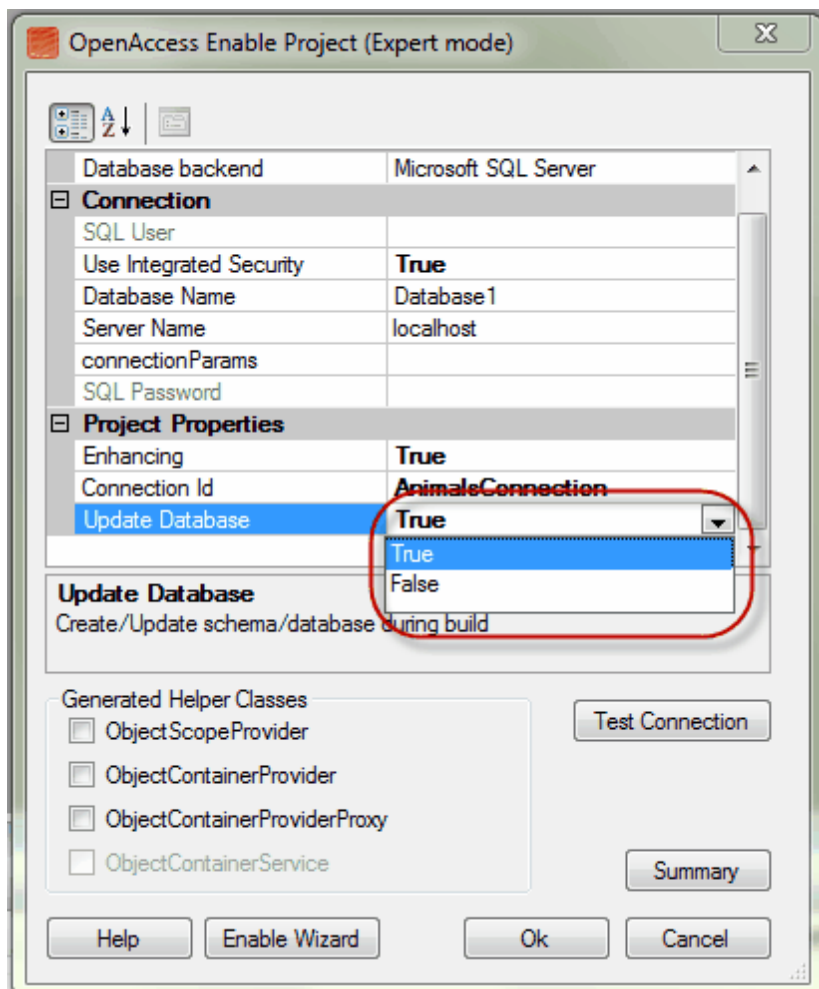 OpenAccess Enable Project (Expert mode)
Database backend Microsoft SQL Server
Connection
SQL User
Use Integrated Security True
Database Name Database1
Server Name localhost
connectionParams
SQL Password
Project Properties
Enhancing True
Connection Id AnimalsConnection
Update Database True
True
False
Update Database
Create/Update schema/database during build
Generated Helper Classes
ObjectScopeProvider
Test Connection
ObjectContainerProvider
ObjectContainerProviderProxy
ObjectContainerService
Summary
Help Enable Wizard Ok Cancel